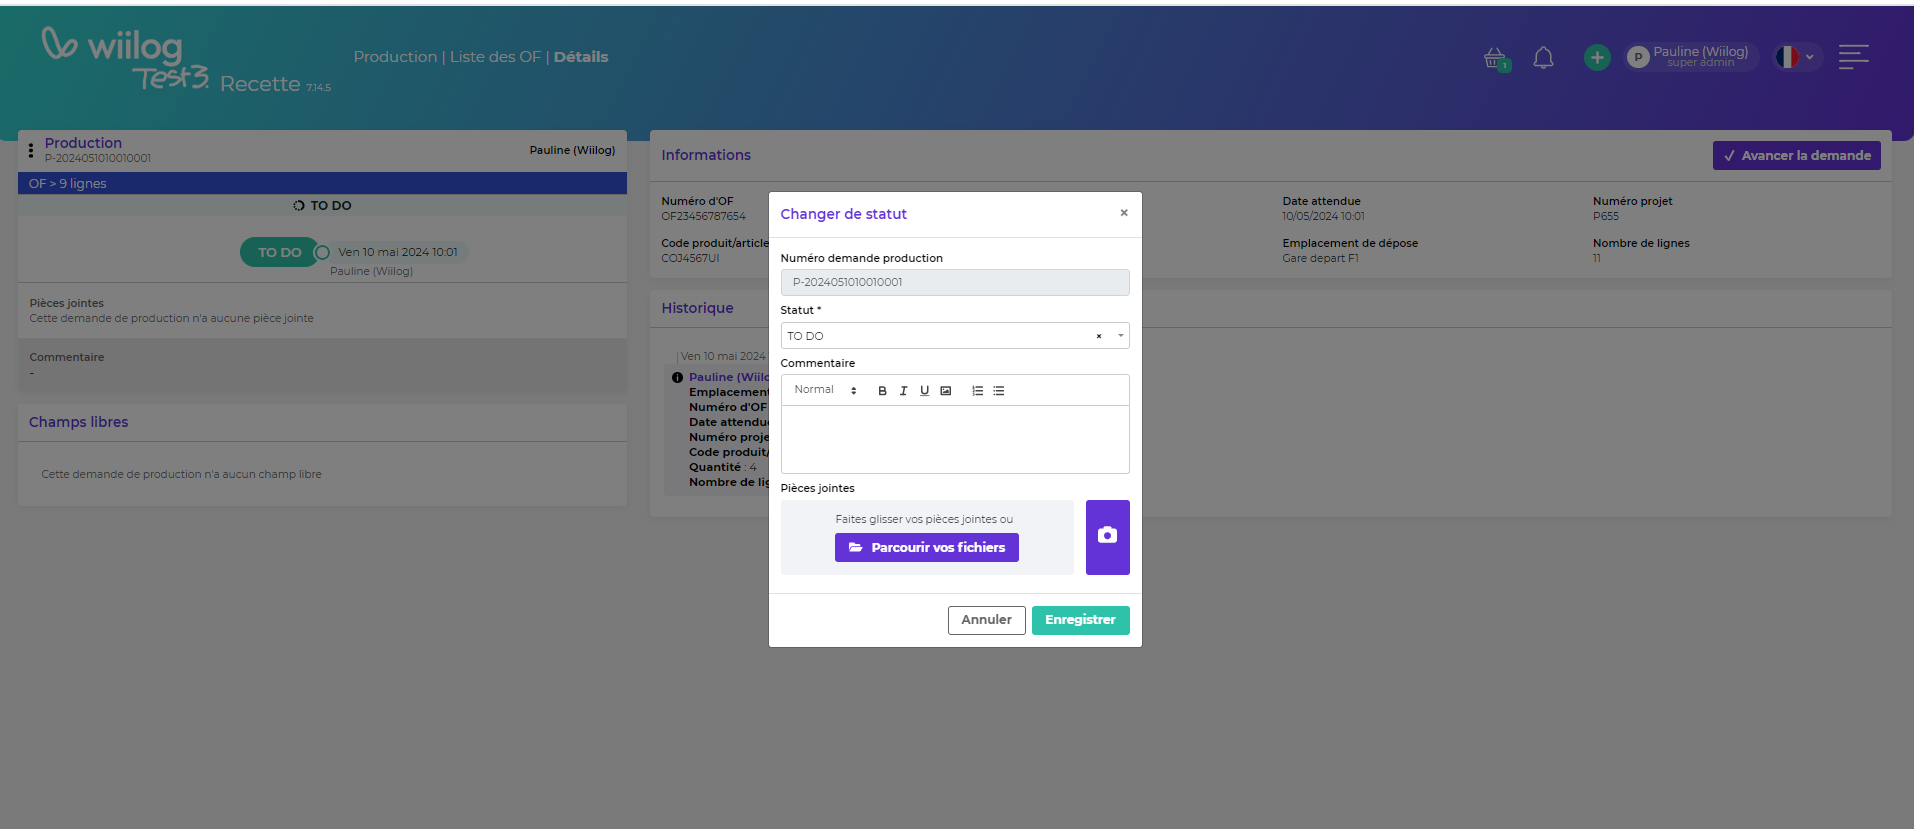 wiilog
Test3
Recette 7.14.5
Production | Liste des OF | Détails
1
P
Pauline (Wiilog)
super admin
Production
P-2024051010010001
Pauline (Wiilog)
OF > 9 lignes
TO DO
TO DO
Ven 10 mai 2024 10:01
Pauline (Wiilog)
Pièces jointes
Cette demande de production n'a aucune pièce jointe
Commentaire
-
Champs libres
Cette demande de production n'a aucun champ libre
Informations
Avancer la demande
Numéro d'OF
OF23456787654
Date attendue
10/05/2024 10:01
Numéro projet
P655
Code produit/article
COJ4567UI
Emplacement de dépose
Gare depart F1
Nombre de lignes
11
Historique
Ven 10 mai 2024
Pauline (Wiilo
Emplacement
Numéro d'OF
Date attendu
Numéro proje
Code produit/
Quantité : 4
Nombre de lig
Changer de statut
×
Numéro demande production
P-2024051010010001
Statut *
TO DO
×
Commentaire
Normal
B I U
Pièces jointes
Faites glisser vos pièces jointes ou
Parcourir vos fichiers
Annuler
Enregistrer